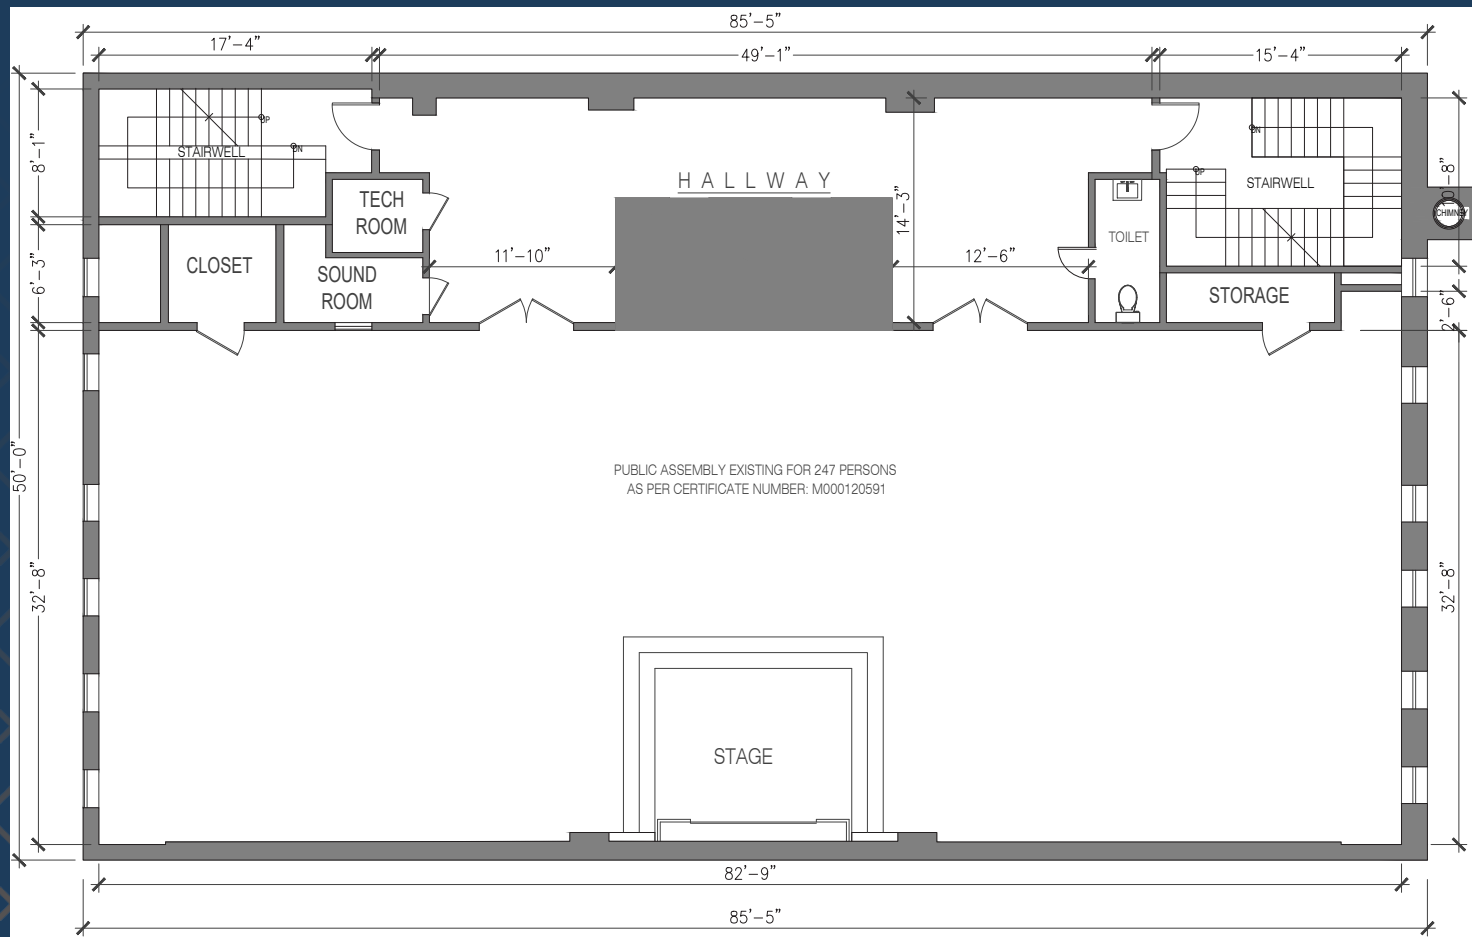 85'-5"
17'-4"
49'-1"
15'-4"
8'-1"
UP
STAIRWELL
DN
TECH
ROOM
HALLWAY
14'-3"
DN
UP
STAIRWELL
CHIMNEY
TOILET
11'-10"
12'-6"
6'-3"
CLOSET
SOUND
ROOM
STORAGE
2'-6"
50'-0"
PUBLIC ASSEMBLY EXISTING FOR 247 PERSONS
AS PER CERTIFICATE NUMBER: M000120591
32'-8"
32'-8"
STAGE
82'-9"
85'-5"